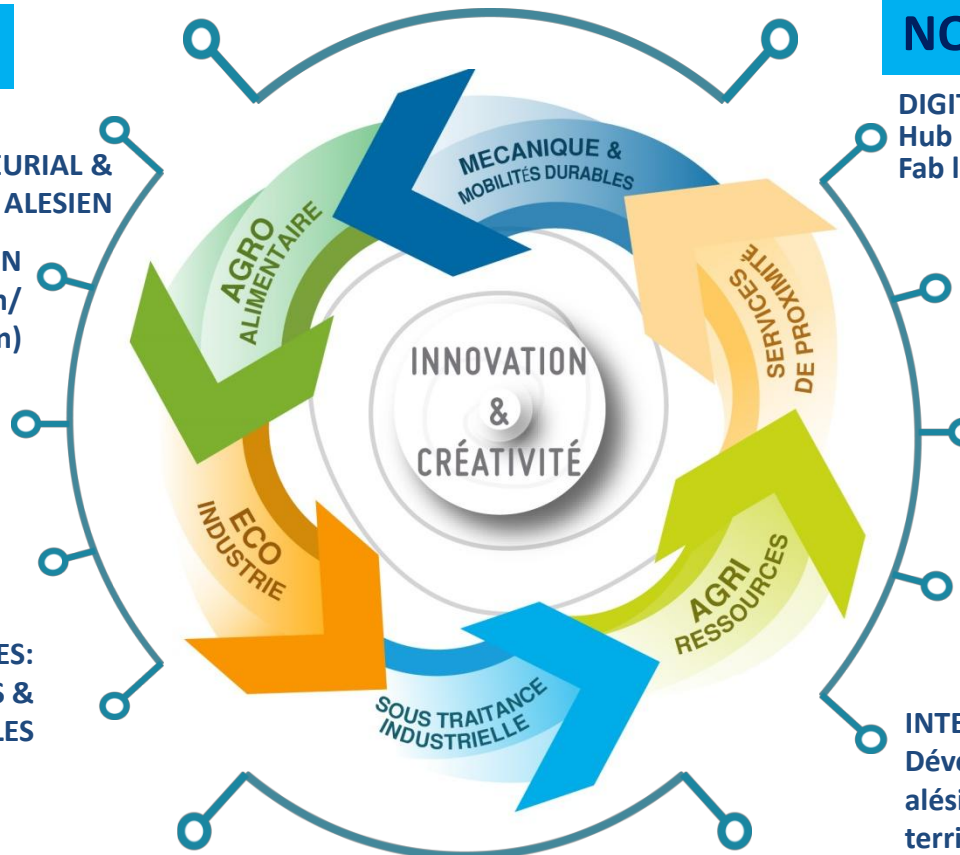 NO
DIGIT
Hub
Fab l
EURIAL &
ALESIEN
N
n/
n)
MECANIQUE &
MOBILITÉS DURABLES
AGRO
ALIMENTAIRE
SERVICES
DE PROXIMITÉ
INNOVATION
&
CRÉATIVITÉ
ECO
INDUSTRIE
AGRI
RESSOURCES
SOUS TRAITANCE
INDUSTRIELLE
ES:
S &
LES
INTE
Déve
alési
terri